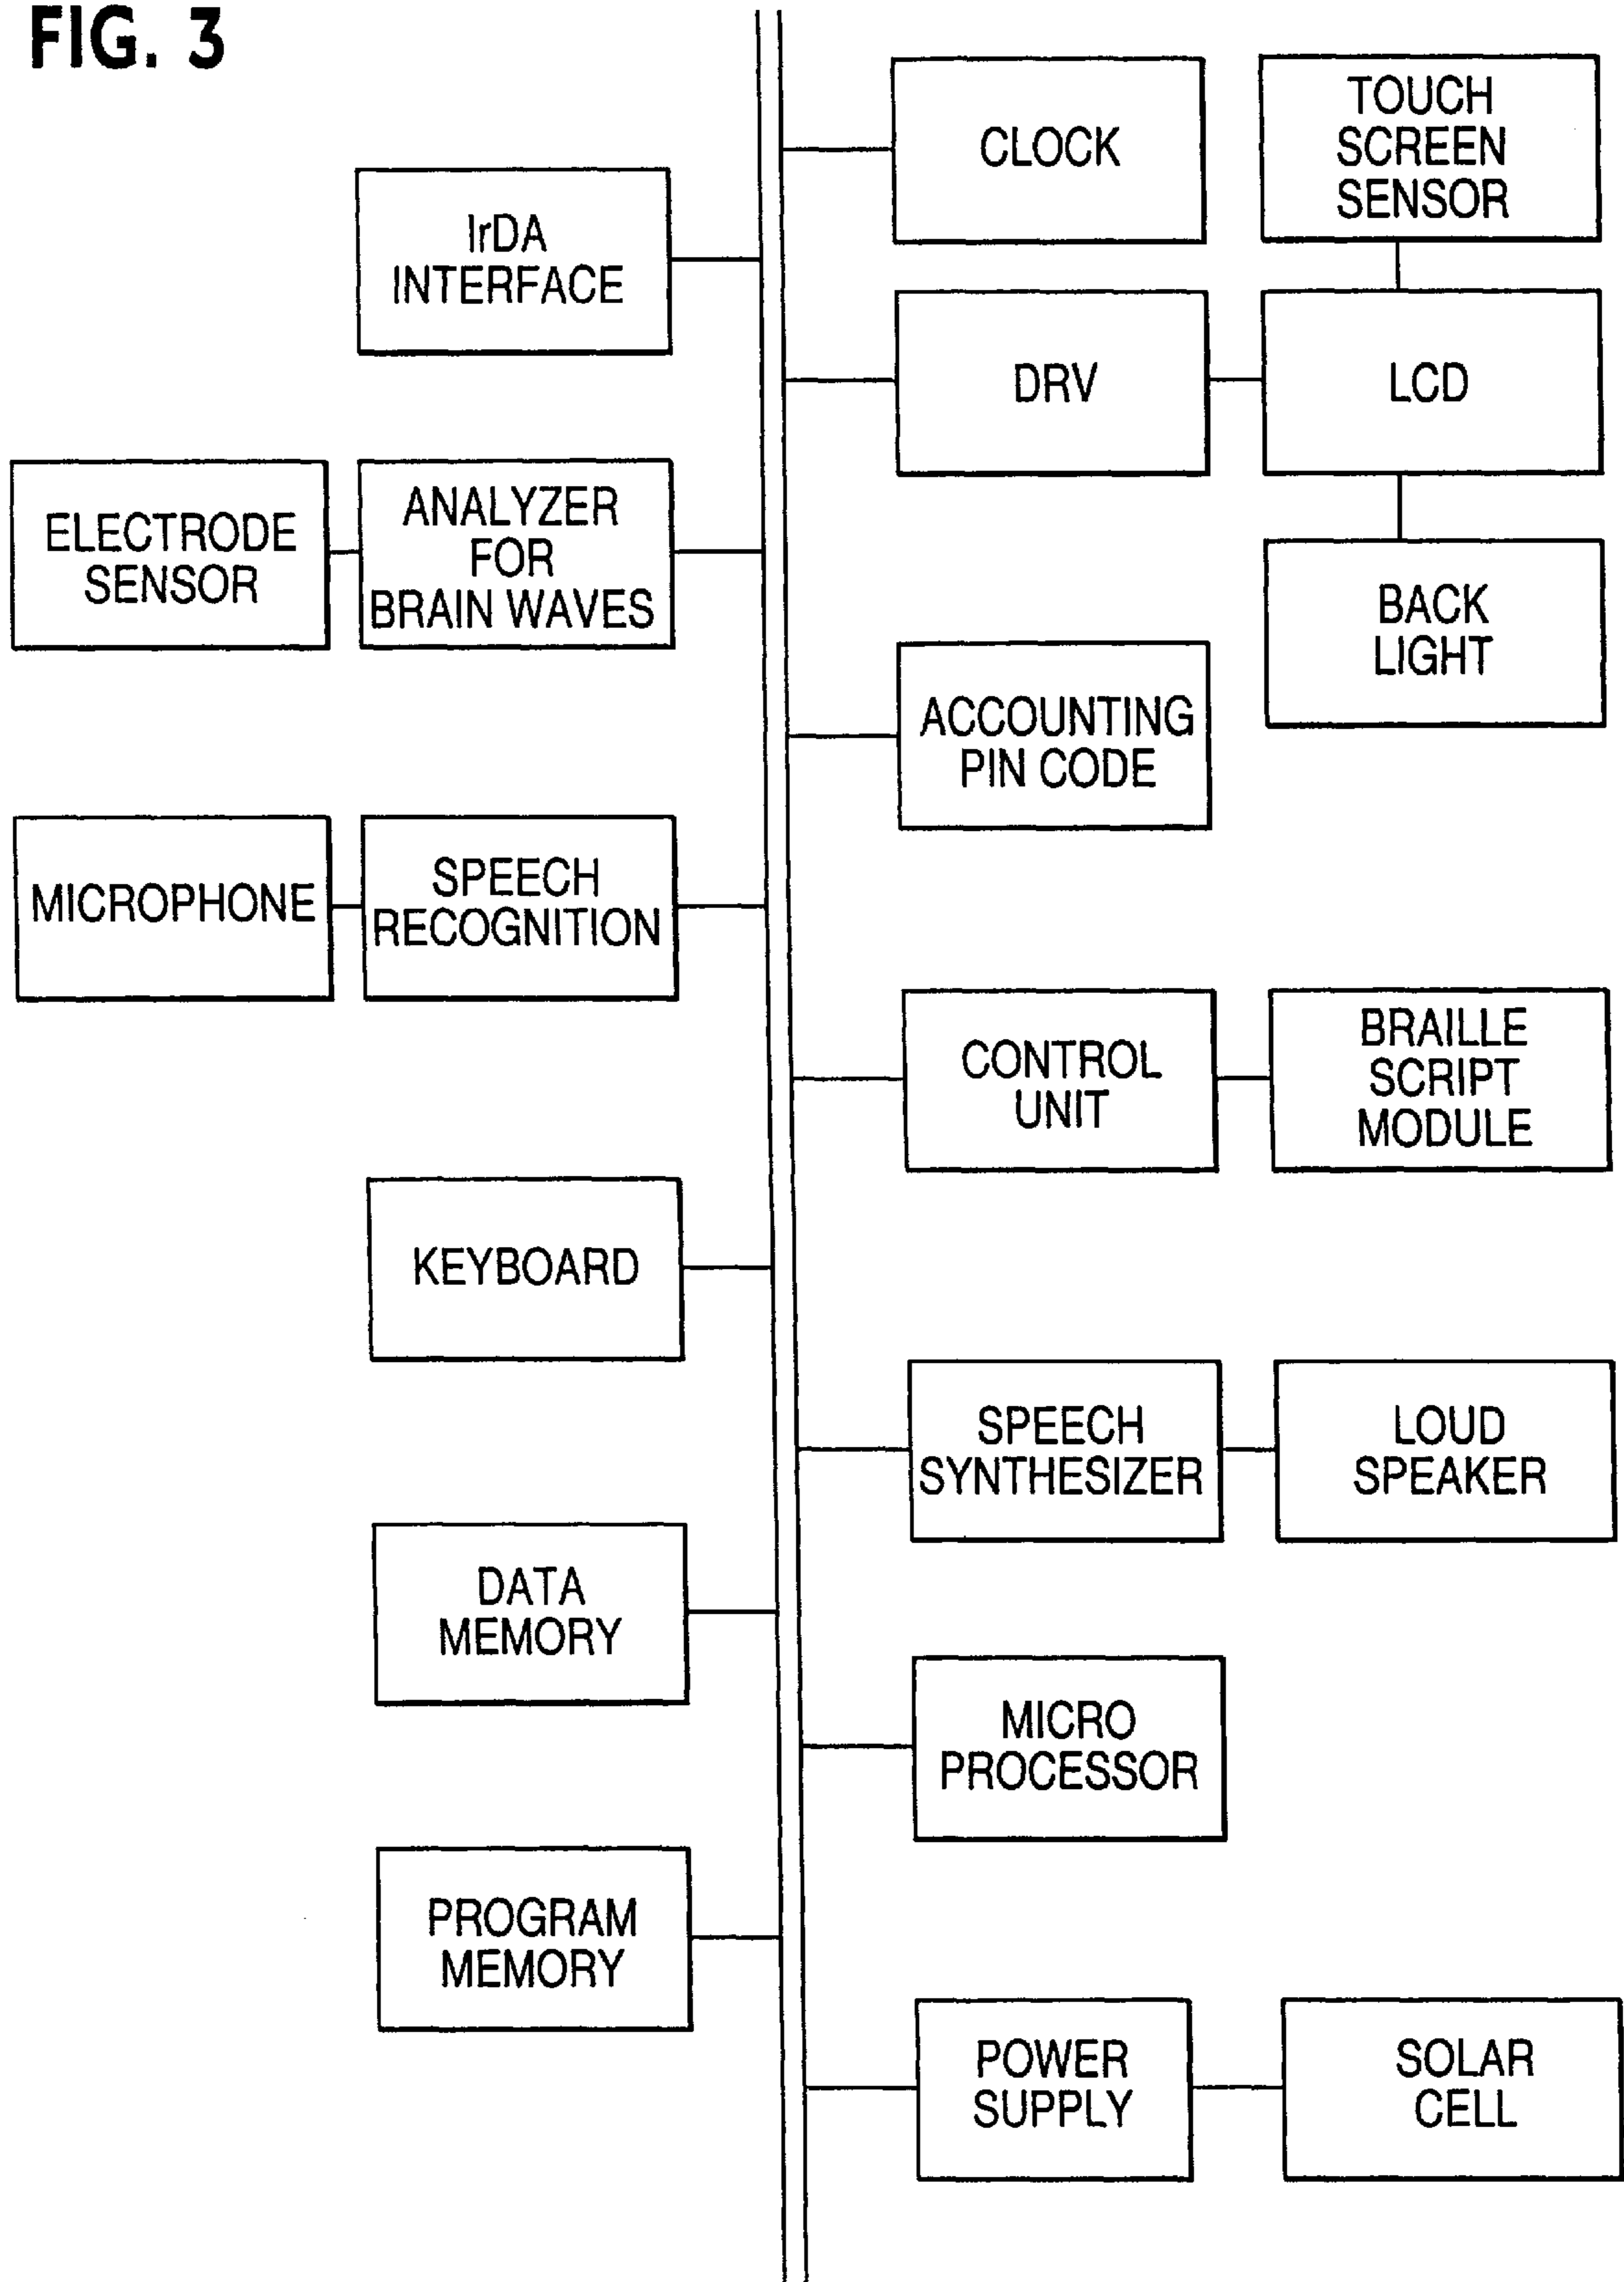 FIG. 3
CLOCK
TOUCH
SCREEN
SENSOR
IrDA
INTERFACE
DRV
LCD
ELECTRODE
SENSOR
ANALYZER
FOR
BRAIN WAVES
BACK
LIGHT
ACCOUNTING
PIN CODE
MICROPHONE
SPEECH
RECOGNITION
CONTROL
UNIT
BRAILLE
SCRIPT
MODULE
KEYBOARD
SPEECH
SYNTHESIZER
LOUD
SPEAKER
DATA
MEMORY
MICRO
PROCESSOR
PROGRAM
MEMORY
POWER
SUPPLY
SOLAR
CELL